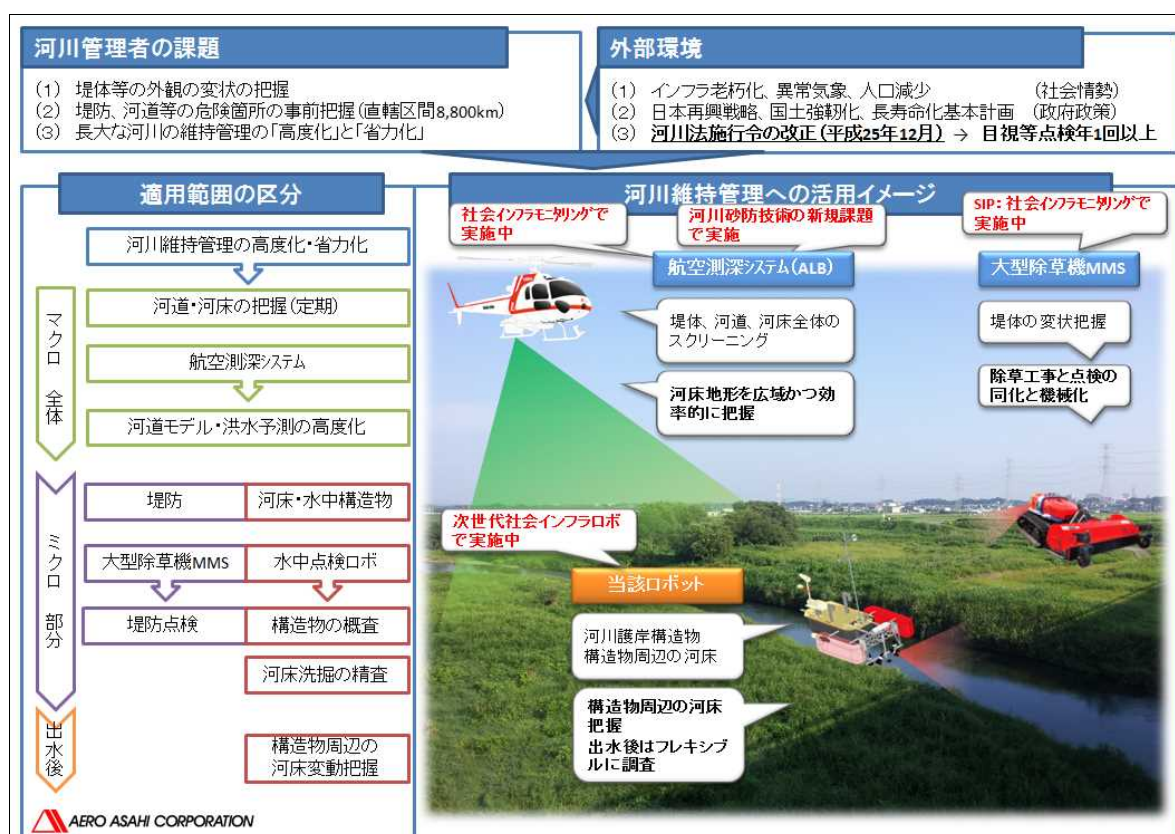 河川管理者の課題
(1) 堤体等の外観の変状の把握
(2) 堤防、河道等の危険箇所の事前把握(直轄区間8,800km)
(3) 長大な河川の維持管理の「高度化」と「省力化」
外部環境
(1) インフラ老朽化、異常気象、人口減少 (社会情勢)
(2) 日本再興戦略、国土強靭化、長寿命化基本計画 (政府政策)
(3) 河川法施行令の改正(平成25年12月) → 目視等点検年1回以上
適用範囲の区分
河川維持管理の高度化・省力化
マクロ 全体
河道・河床の把握(定期)
航空測深システム
河道モデル・洪水予測の高度化
ミクロ 部分
堤防
河床・水中構造物
大型除草機MMS
水中点検ロボ
堤防点検
構造物の概査
河床洗掘の精査
出水後
構造物周辺の
河床変動把握
AERO ASAHI CORPORATION
河川維持管理への活用イメージ
社会インフラモニタリングで
実施中
河川砂防技術の新規課題
で実施
SIP:社会インフラモニタリングで
実施中
航空測深システム(ALB)
大型除草機MMS
堤体、河道、河床全体の
スクリーニング
堤体の変状把握
河床地形を広域かつ効
率的に把握
除草工事と点検の
同化と機械化
次世代社会インフラロボ
で実施中
当該ロボット
河川護岸構造物
構造物周辺の河床
構造物周辺の河床
把握
出水後はフレキシブ
ルに調査